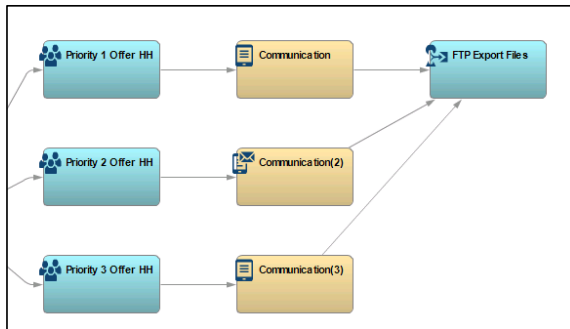 Priority 1 Offer HH
Communication
FTP Export Files
Priority 2 Offer HH
Communication(2)
Priority 3 Offer HH
Communication(3)